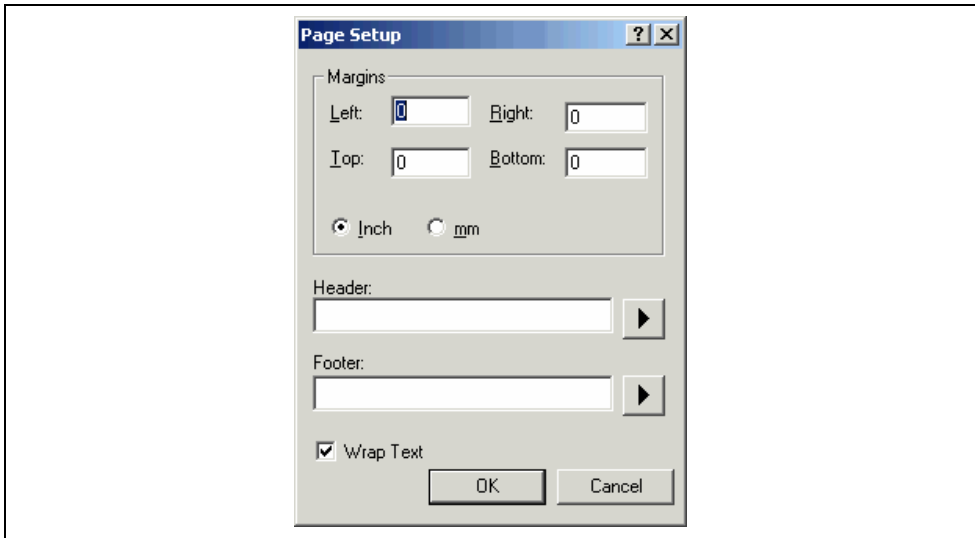 Page Setup
Margins
Left: 0 Right: 0
Top: 0 Bottom: 0
Inch mm
Header:
Footer:
Wrap Text
OK Cancel